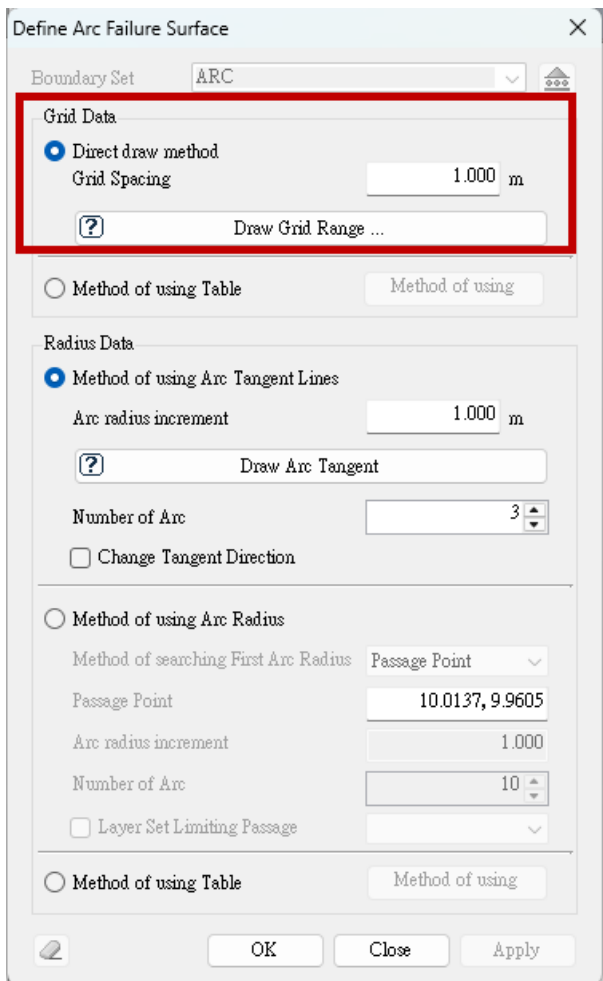 Define Arc Failure Surface
Boundary Set ARC
Grid Data
Direct draw method
Grid Spacing 1.000 m
? Draw Grid Range ...
Method of using Table Method of using
Radius Data
Method of using Arc Tangent Lines
Arc radius increment 1.000 m
? Draw Arc Tangent
Number of Arc 3
Change Tangent Direction
Method of using Arc Radius
Method of searching First Arc Radius Passage Point
Passage Point 10.0137, 9.9605
Arc radius increment 1.000
Number of Arc 10
Layer Set Limiting Passage
Method of using Table Method of using
OK Close Apply